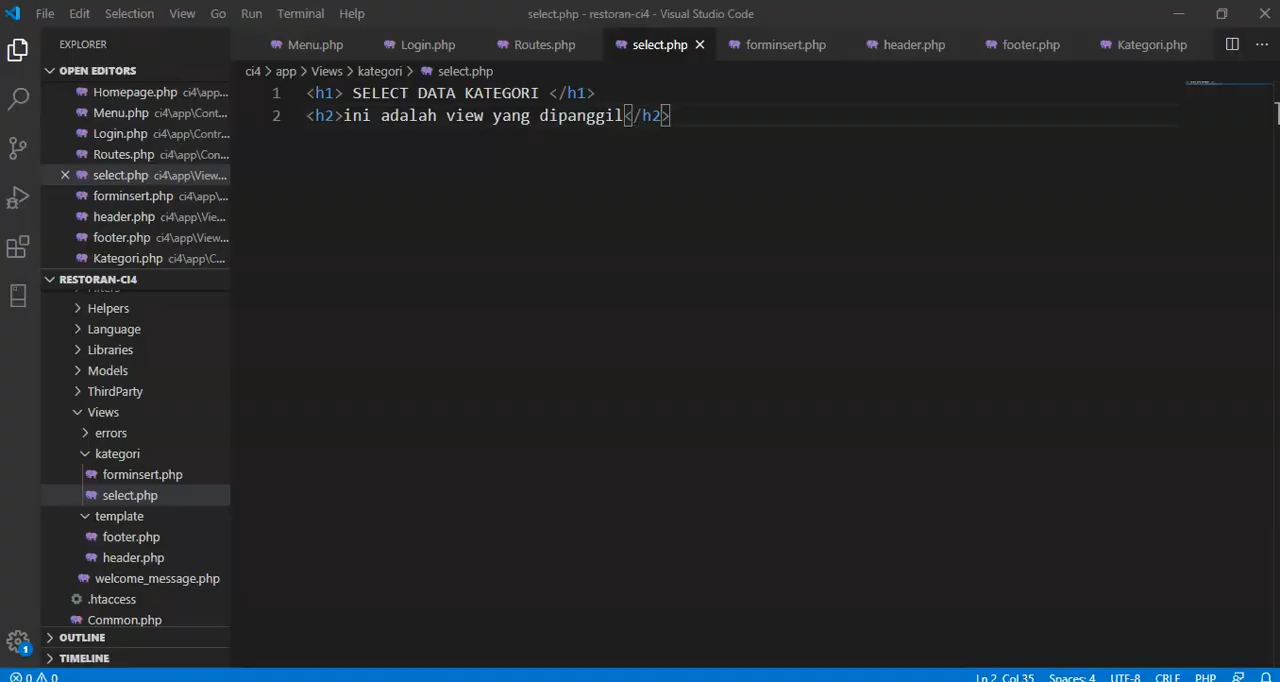 File Edit Selection View Go Run Terminal Help select.php - restoran-ci4 - Visual Studio Code
EXPLORER
Menu.php Login.php Routes.php select.php forminsert.php header.php footer.php Kategori.php
OPEN EDITORS
ci4 > app > Views > kategori > select.php
Homepage.php ci4\app...
Menu.php ci4\app\Cont...
Login.php ci4\app\Contr...
Routes.php ci4\app\Con...
select.php ci4\app\View...
forminsert.php ci4\app\...
header.php ci4\app\Vie...
footer.php ci4\app\View...
Kategori.php ci4\app\C...
1 <h1> SELECT DATA KATEGORI </h1>
2 <h2>ini adalah view yang dipanggil</h2>
RESTORAN-CI4
Helpers
Language
Libraries
Models
ThirdParty
Views
errors
kategori
forminsert.php
select.php
template
footer.php
header.php
welcome_message.php
.htaccess
Common.php
OUTLINE
TIMELINE
1
0 0 Ln 2, Col 35 Spaces: 4 UTF-8 CRLF PHP